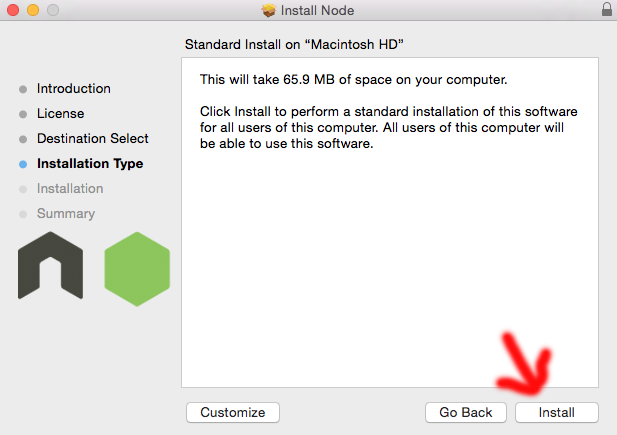 Install Node
Standard Install on “Macintosh HD”
Introduction
License
Destination Select
Installation Type
Installation
Summary
This will take 65.9 MB of space on your computer.
Click Install to perform a standard installation of this software
for all users of this computer. All users of this computer will
be able to use this software.
Customize
Go Back
Install